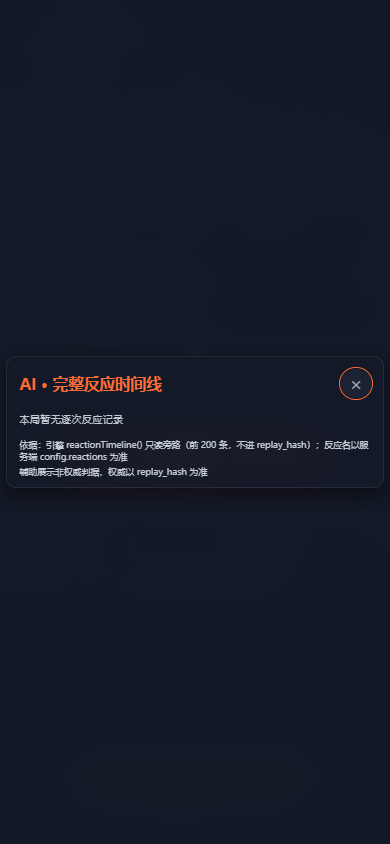 AI • 完整反应时间线
×
本局暂无逐次反应记录
依据：引擎 reactionTimeline() 只读旁路（前 200 条，不进 replay_hash）；反应名以服
务端 config.reactions 为准
辅助展示非权威判据，权威以 replay_hash 为准